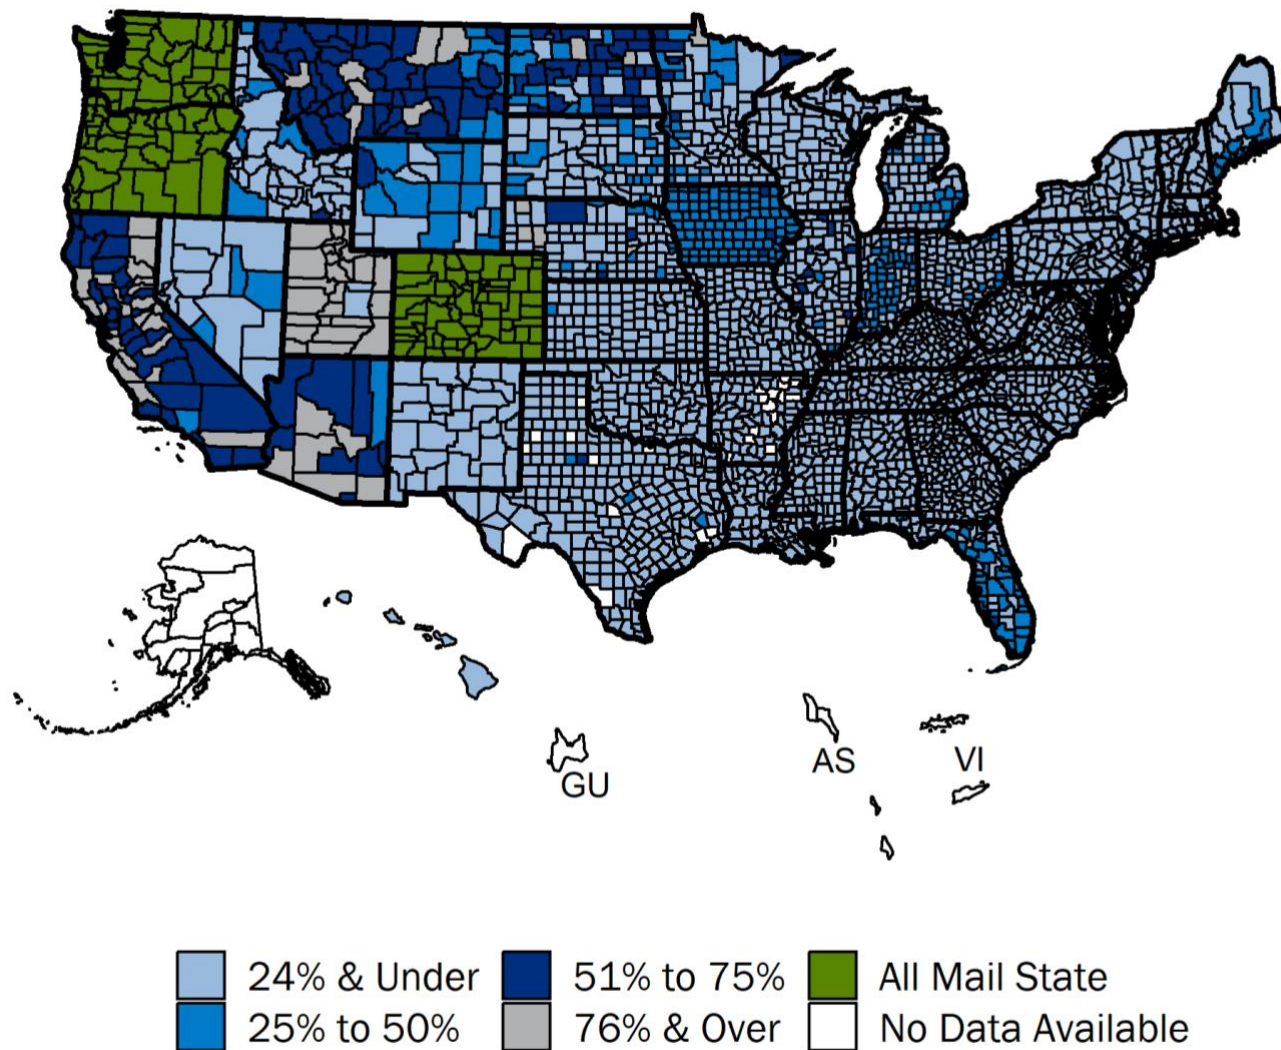 AS
VI
GU
24% & Under
51% to 75%
All Mail State
25% to 50%
76% & Over
No Data Available